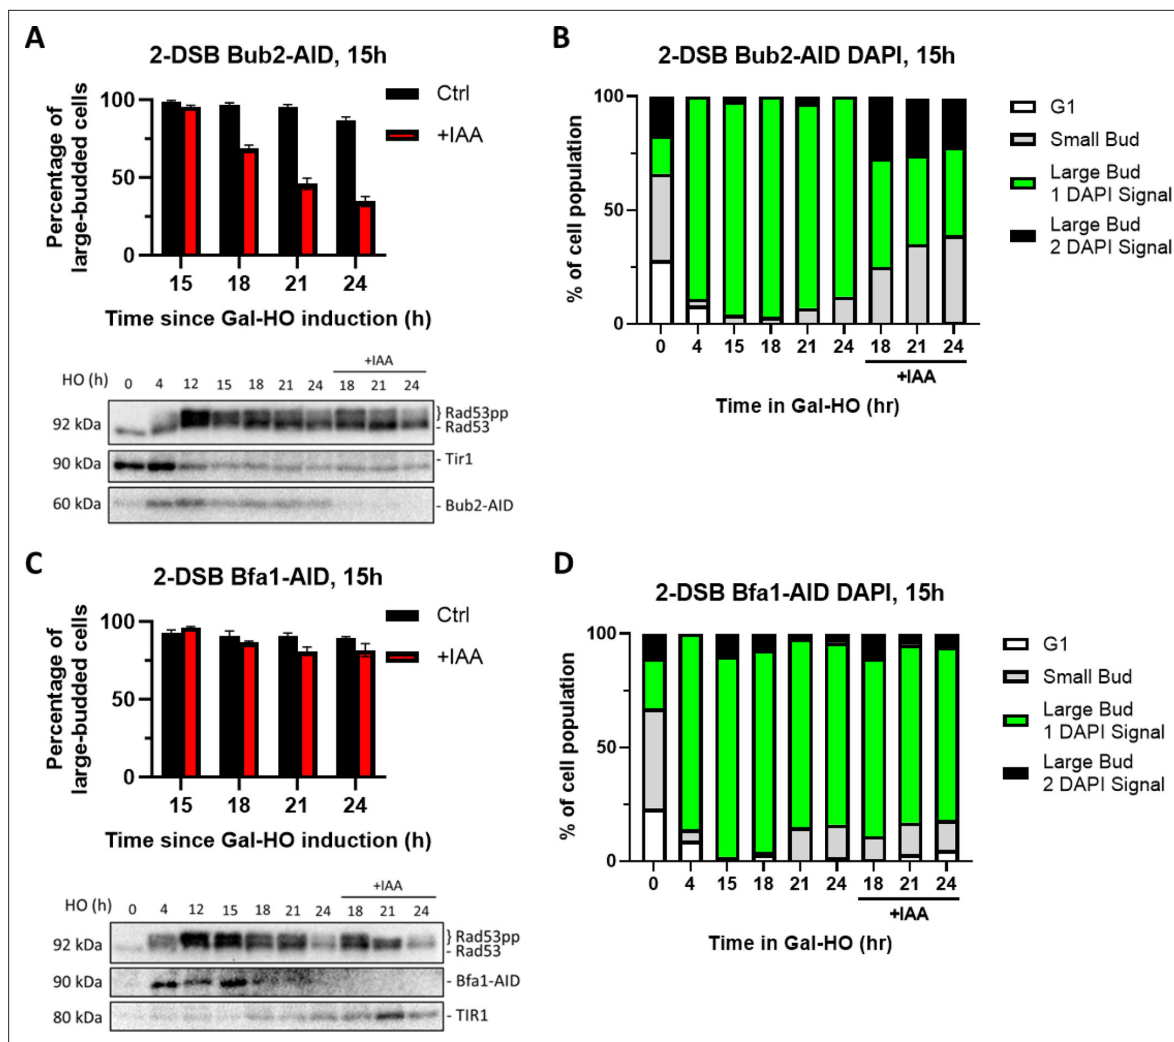 A
2-DSB Bub2-AID, 15h
Percentage of
large-budded cells
100
50
0
Ctrl
+IAA
15 18 21 24
Time since Gal-HO induction (h)
+IAA
HO (h) 0 4 12 15 18 21 24 18 21 24
92 kDa
} Rad53pp
- Rad53
90 kDa
- Tir1
60 kDa
- Bub2-AID
B
2-DSB Bub2-AID DAPI, 15h
% of cell population
100
50
0
G1
Small Bud
Large Bud
1 DAPI Signal
Large Bud
2 DAPI Signal
0 4 15 18 21 24 18 21 24
+IAA
Time in Gal-HO (hr)
C
2-DSB Bfa1-AID, 15h
Percentage of
large-budded cells
100
50
0
Ctrl
+IAA
15 18 21 24
Time since Gal-HO induction (h)
+IAA
HO (h) 0 4 12 15 18 21 24 18 21 24
92 kDa
} Rad53pp
- Rad53
90 kDa
- Bfa1-AID
80 kDa
- TIR1
D
2-DSB Bfa1-AID DAPI, 15h
% of cell population
100
50
0
G1
Small Bud
Large Bud
1 DAPI Signal
Large Bud
2 DAPI Signal
0 4 15 18 21 24 18 21 24
+IAA
Time in Gal-HO (hr)